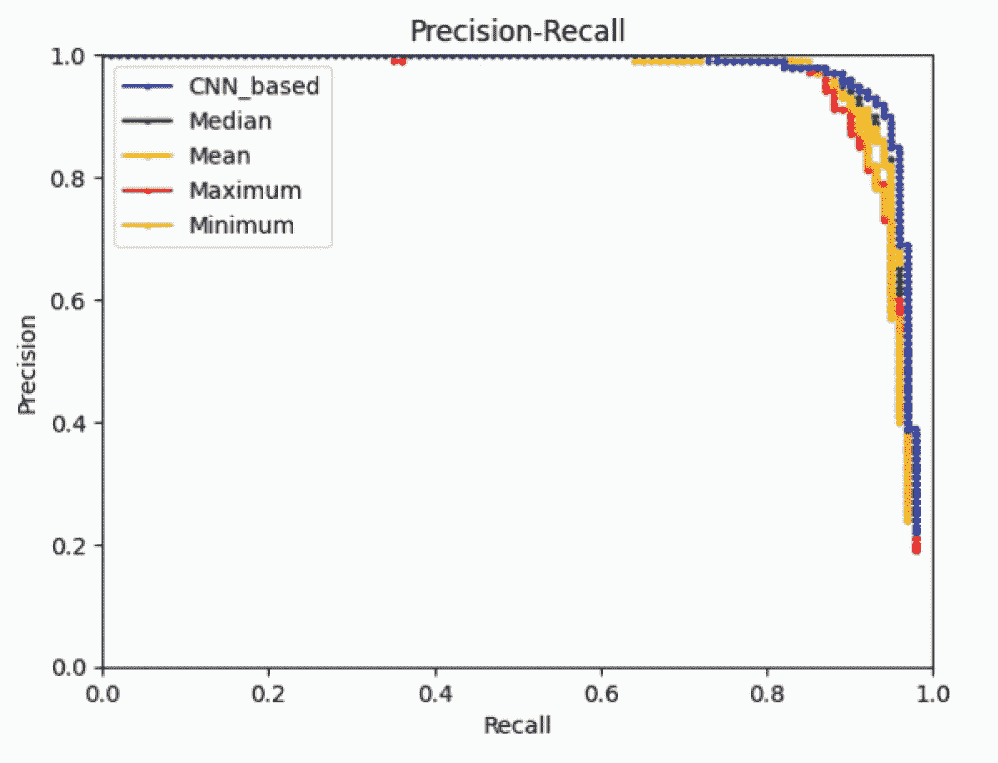 Precision-Recall
1.0
0.8
0.6
0.4
0.2
0.0
Precision
CNN_based
Median
Mean
Maximum
Minimum
0.0 0.2 0.4 0.6 0.8 1.0
Recall